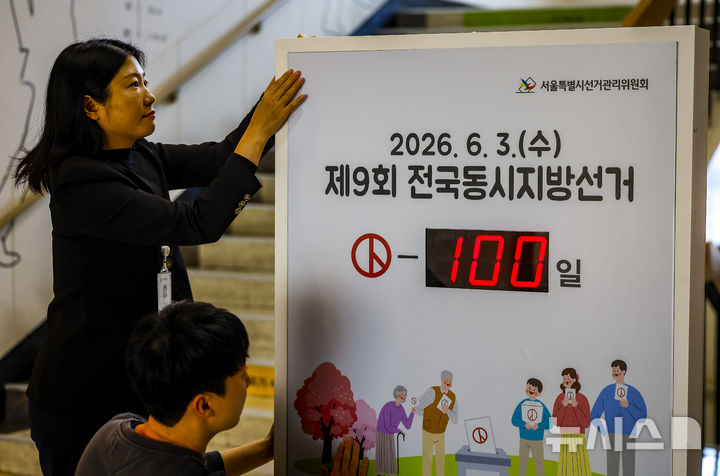 서울특별시선거관리위원회
2026. 6. 3.(수)
제9회 전국동시지방선거
- 100 일
뉴시스